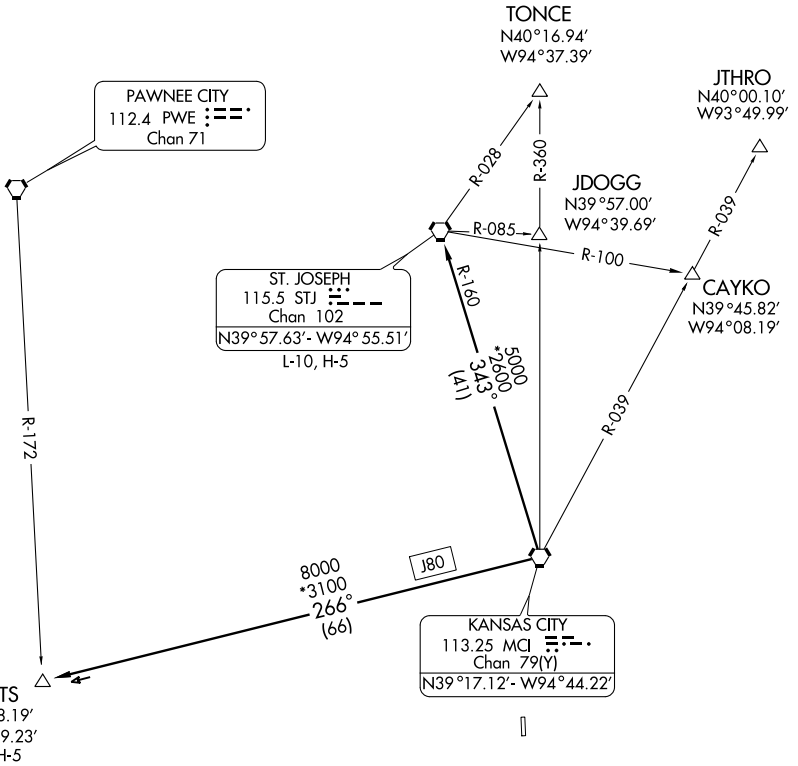 TONCE
N40°16.94'
W94°37.39'
JTHRO
N40°00.10'
W93°49.99'
PAWNEE CITY
112.4 PWE
Chan 71
R-028
R-360
R-039
JDOGG
N39°57.00'
W94°39.69'
R-085
R-100
CAYKO
N39°45.82'
W94°08.19'
ST. JOSEPH
115.5 STJ
Chan 102
N39°57.63'- W94°55.51'
L-10, H-5
R-160
5000
*2600
343°
(41)
R-172
R-039
J80
8000
*3100
266°
(66)
KANSAS CITY
113.25 MCI
Chan 79(Y)
N39°17.12'- W94°44.22'
TS
.19'
9.23'
H-5